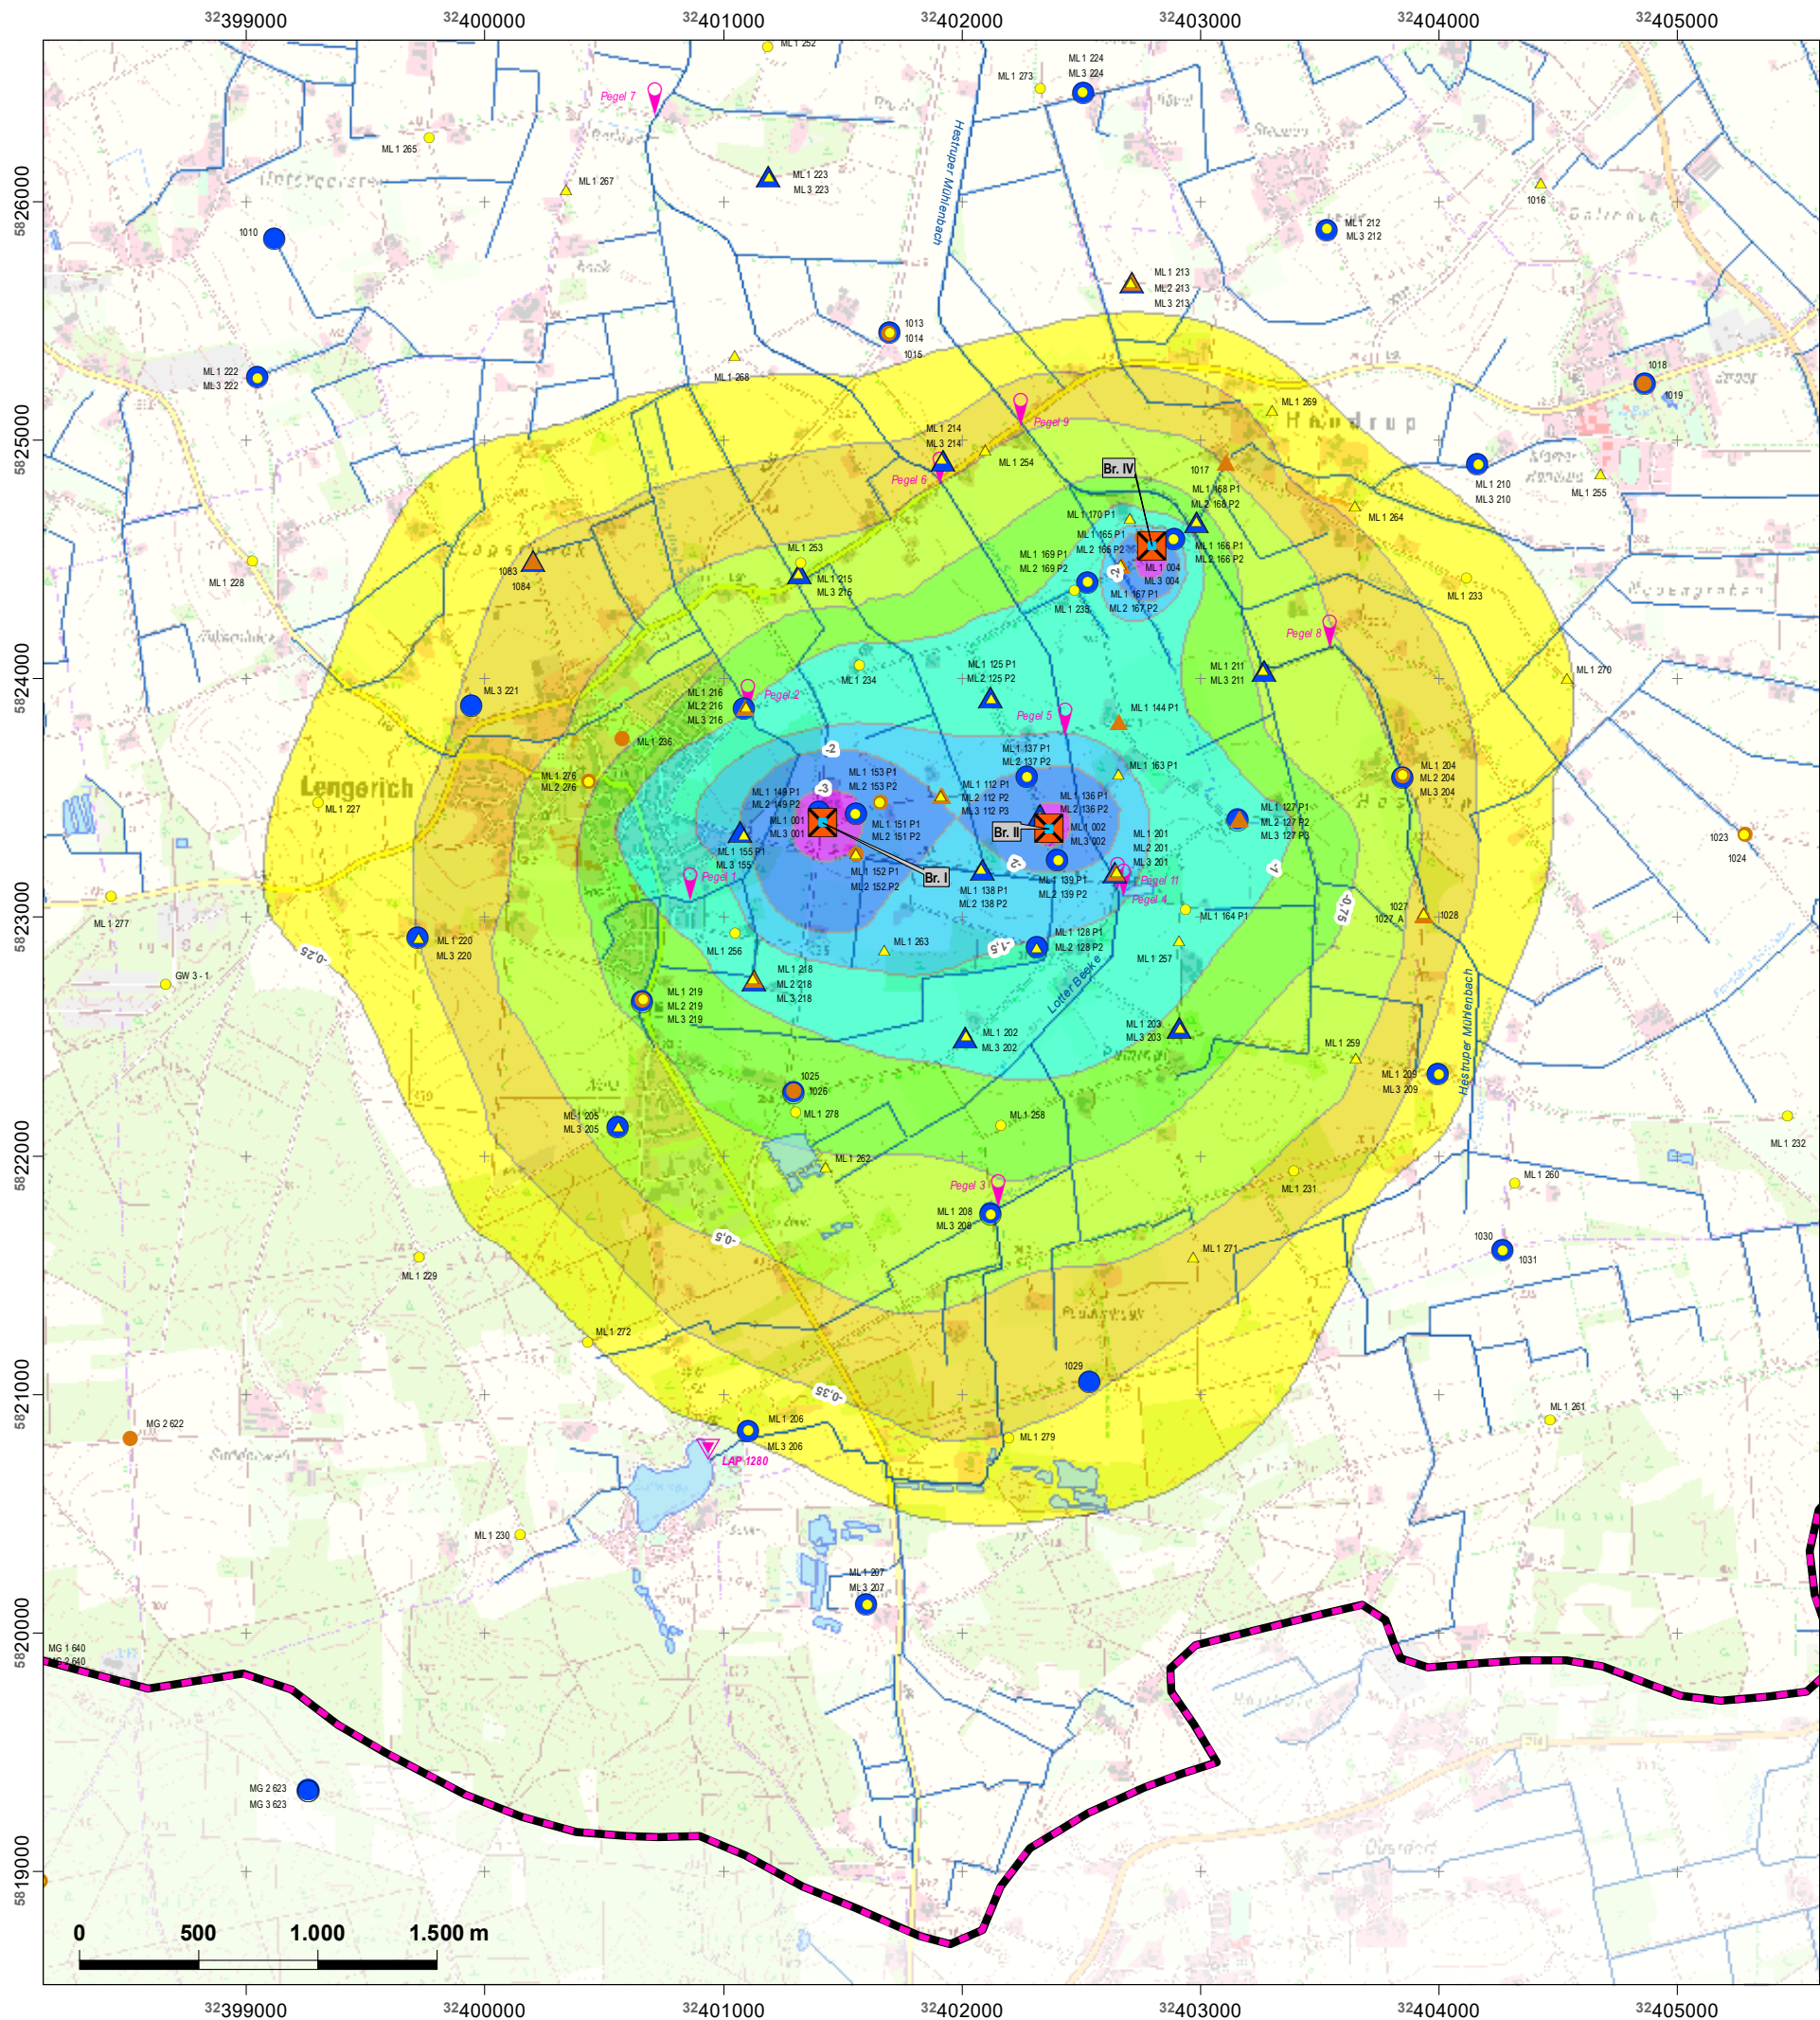 32399000 32400000 32401000 32402000 32403000 32404000 32405000
5826000
5825000
5824000
5823000
5822000
5821000
5820000
5819000
ML 1 252
ML 1 273
ML 1 224
ML 3 224
Pegel 7
ML 1 265
ML 1 267
ML 1 223
ML 3 223
Hestruper Mühlenbach
1016
1010
ML 1 212
ML 3 212
ML 1 213
ML 2 213
ML 3 213
1013
1014
1015
ML 1 222
ML 3 222
ML 1 268
1018
1019
ML 1 269
Handrup
Pegel 9
ML 1 214
ML 3 214
ML 1 254
Pegel 6
Br. IV
1017
ML 1 210
ML 3 210
ML 1 255
ML 1 168 P1
ML 2 168 P2
ML 1 264
ML 1 170 P1
ML 1 165 P1
ML 2 165 P2
ML 1 166 P1
ML 2 166 P2
ML 1 169 P1
ML 2 169 P2
ML 1 004
ML 3 004
-2
ML 1 167 P1
ML 2 167 P2
ML 1 235
ML 1 253
ML 1 215
ML 3 215
1083
1084
ML 1 228
ML 1 233
Pegel 8
ML 1 211
ML 3 211
ML 1 270
ML 1 234
ML 1 125 P1
ML 2 125 P2
ML 3 221
ML 1 216
ML 2 216
ML 3 216
Pegel 2
Pegel 5
ML 1 144 P1
ML 1 236
-2
ML 1 137 P1
ML 2 137 P2
ML 1 163 P1
ML 1 204
ML 2 204
ML 3 204
ML 1 276
ML 2 276
Lengerich
ML 1 227
-3
ML 1 153 P1
ML 2 153 P2
ML 1 149 P1
ML 2 149 P2
ML 1 112 P1
ML 2 112 P2
ML 3 112 P3
ML 1 136 P1
ML 2 136 P2
ML 1 001
ML 3 001
ML 1 151 P1
ML 2 151 P2
Br. II
ML 1 002
ML 3 002
ML 1 127 P1
ML 2 127 P2
ML 3 127 P3
ML 1 201
ML 2 201
ML 3 201
1023
1024
ML 1 155 P1
ML 3 155
ML 1 152 P1
ML 2 152 P2
Br. I
-2
Pegel 1
Pegel 11
Pegel 4
ML 1 138 P1
ML 2 138 P2
ML 1 139 P1
ML 2 139 P2
-1
-0,75
ML 1 277
ML 1 164 P1
1027
1027_A
1028
ML 1 220
ML 3 220
-0,25
ML 1 256
ML 1 263
-1,5
ML 1 128 P1
ML 2 128 P2
ML 1 257
GW 3 - 1
ML 1 218
ML 2 218
ML 3 218
Lotter Beeke
Hestruper Mühlenbach
ML 1 219
ML 2 219
ML 3 219
ML 1 202
ML 3 202
ML 1 203
ML 3 203
ML 1 259
ML 1 209
ML 3 209
1025
1026
ML 1 278
ML 1 205
ML 3 205
ML 1 258
ML 1 232
ML 1 262
ML 1 231
ML 1 260
Pegel 3
ML 1 208
ML 3 208
-0,5
ML 1 271
1030
1031
ML 1 229
ML 1 272
1029
-0,35
ML 1 261
MG 2 622
ML 1 206
ML 3 206
ML 1 279
LAP 1280
ML 1 230
ML 1 207
ML 3 207
MG 1 640
MG 2 640
MG 2 623
MG 3 623
0 500 1.000 1.500 m
32399000 32400000 32401000 32402000 32403000 32404000 32405000